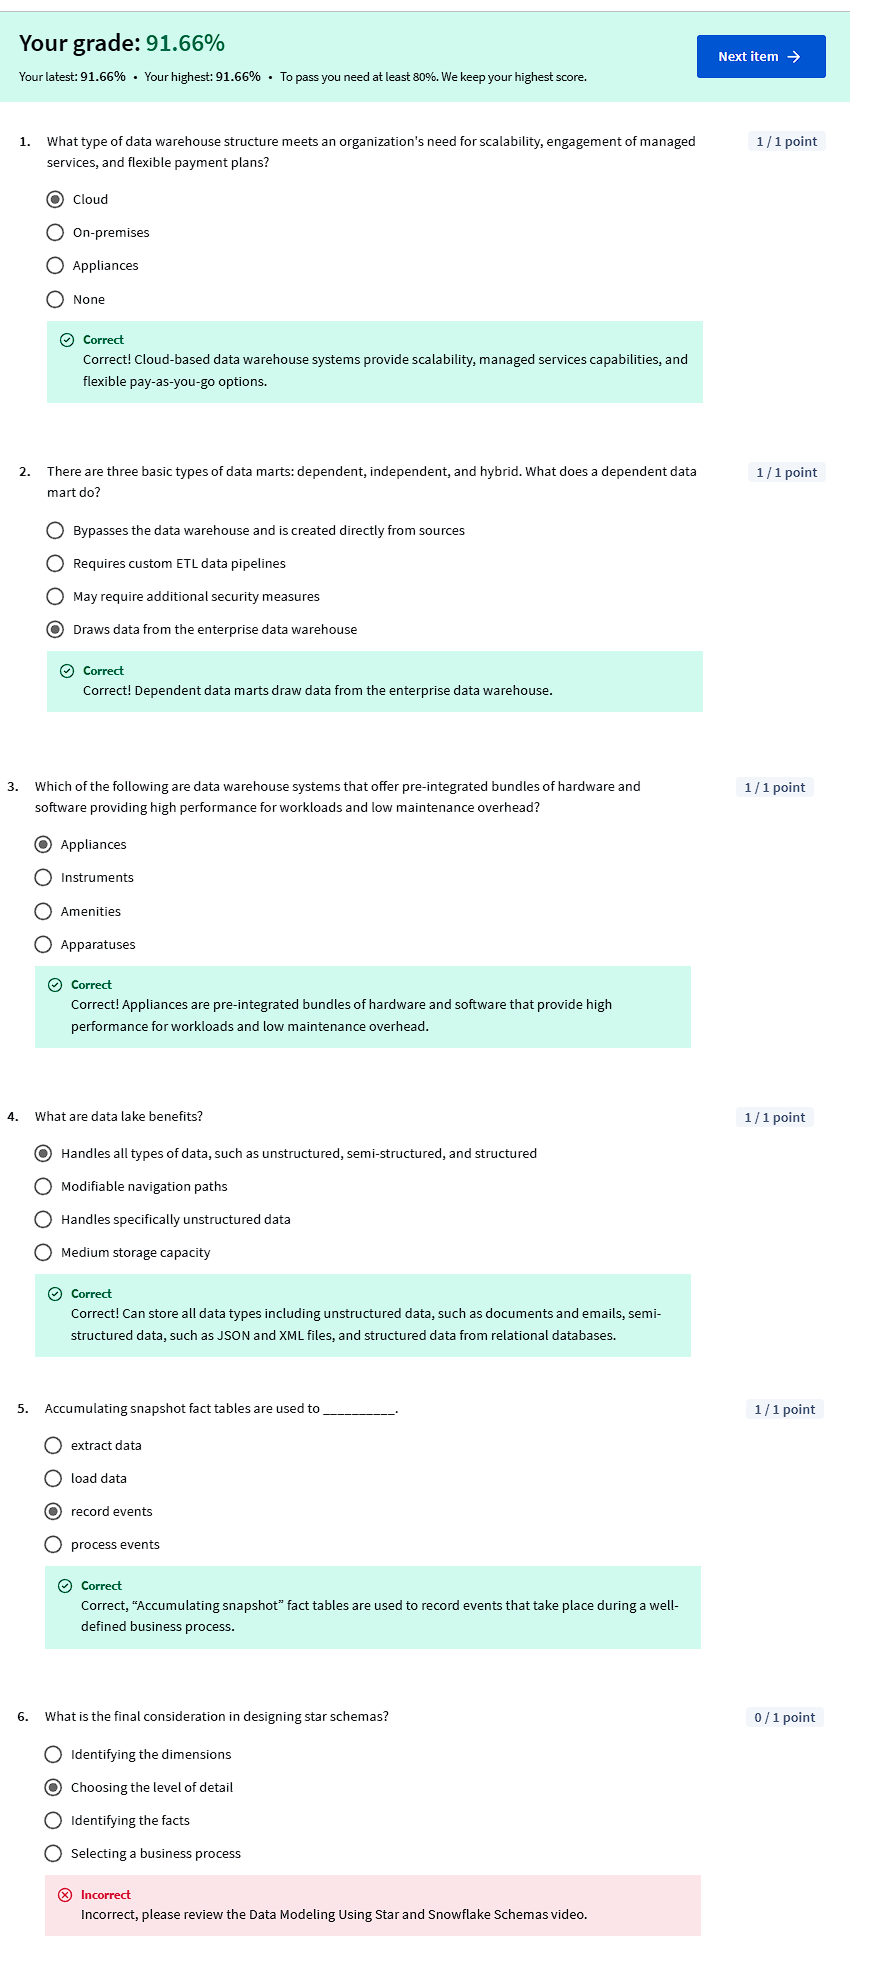 Your grade: 91.66%
Next item →
Your latest: 91.66% • Your highest: 91.66% • To pass you need at least 80%. We keep your highest score.
1. What type of data warehouse structure meets an organization's need for scalability, engagement of managed
services, and flexible payment plans?
1 / 1 point
Cloud
On-premises
Appliances
None
Correct
Correct! Cloud-based data warehouse systems provide scalability, managed services capabilities, and
flexible pay-as-you-go options.
2. There are three basic types of data marts: dependent, independent, and hybrid. What does a dependent data
mart do?
1 / 1 point
Bypasses the data warehouse and is created directly from sources
Requires custom ETL data pipelines
May require additional security measures
Draws data from the enterprise data warehouse
Correct
Correct! Dependent data marts draw data from the enterprise data warehouse.
3. Which of the following are data warehouse systems that offer pre-integrated bundles of hardware and
software providing high performance for workloads and low maintenance overhead?
1 / 1 point
Appliances
Instruments
Amenities
Apparatuses
Correct
Correct! Appliances are pre-integrated bundles of hardware and software that provide high
performance for workloads and low maintenance overhead.
4. What are data lake benefits?
1 / 1 point
Handles all types of data, such as unstructured, semi-structured, and structured
Modifiable navigation paths
Handles specifically unstructured data
Medium storage capacity
Correct
Correct! Can store all data types including unstructured data, such as documents and emails, semi-
structured data, such as JSON and XML files, and structured data from relational databases.
5. Accumulating snapshot fact tables are used to __________.
1 / 1 point
extract data
load data
record events
process events
Correct
Correct, “Accumulating snapshot” fact tables are used to record events that take place during a well-
defined business process.
6. What is the final consideration in designing star schemas?
0 / 1 point
Identifying the dimensions
Choosing the level of detail
Identifying the facts
Selecting a business process
Incorrect
Incorrect, please review the Data Modeling Using Star and Snowflake Schemas video.